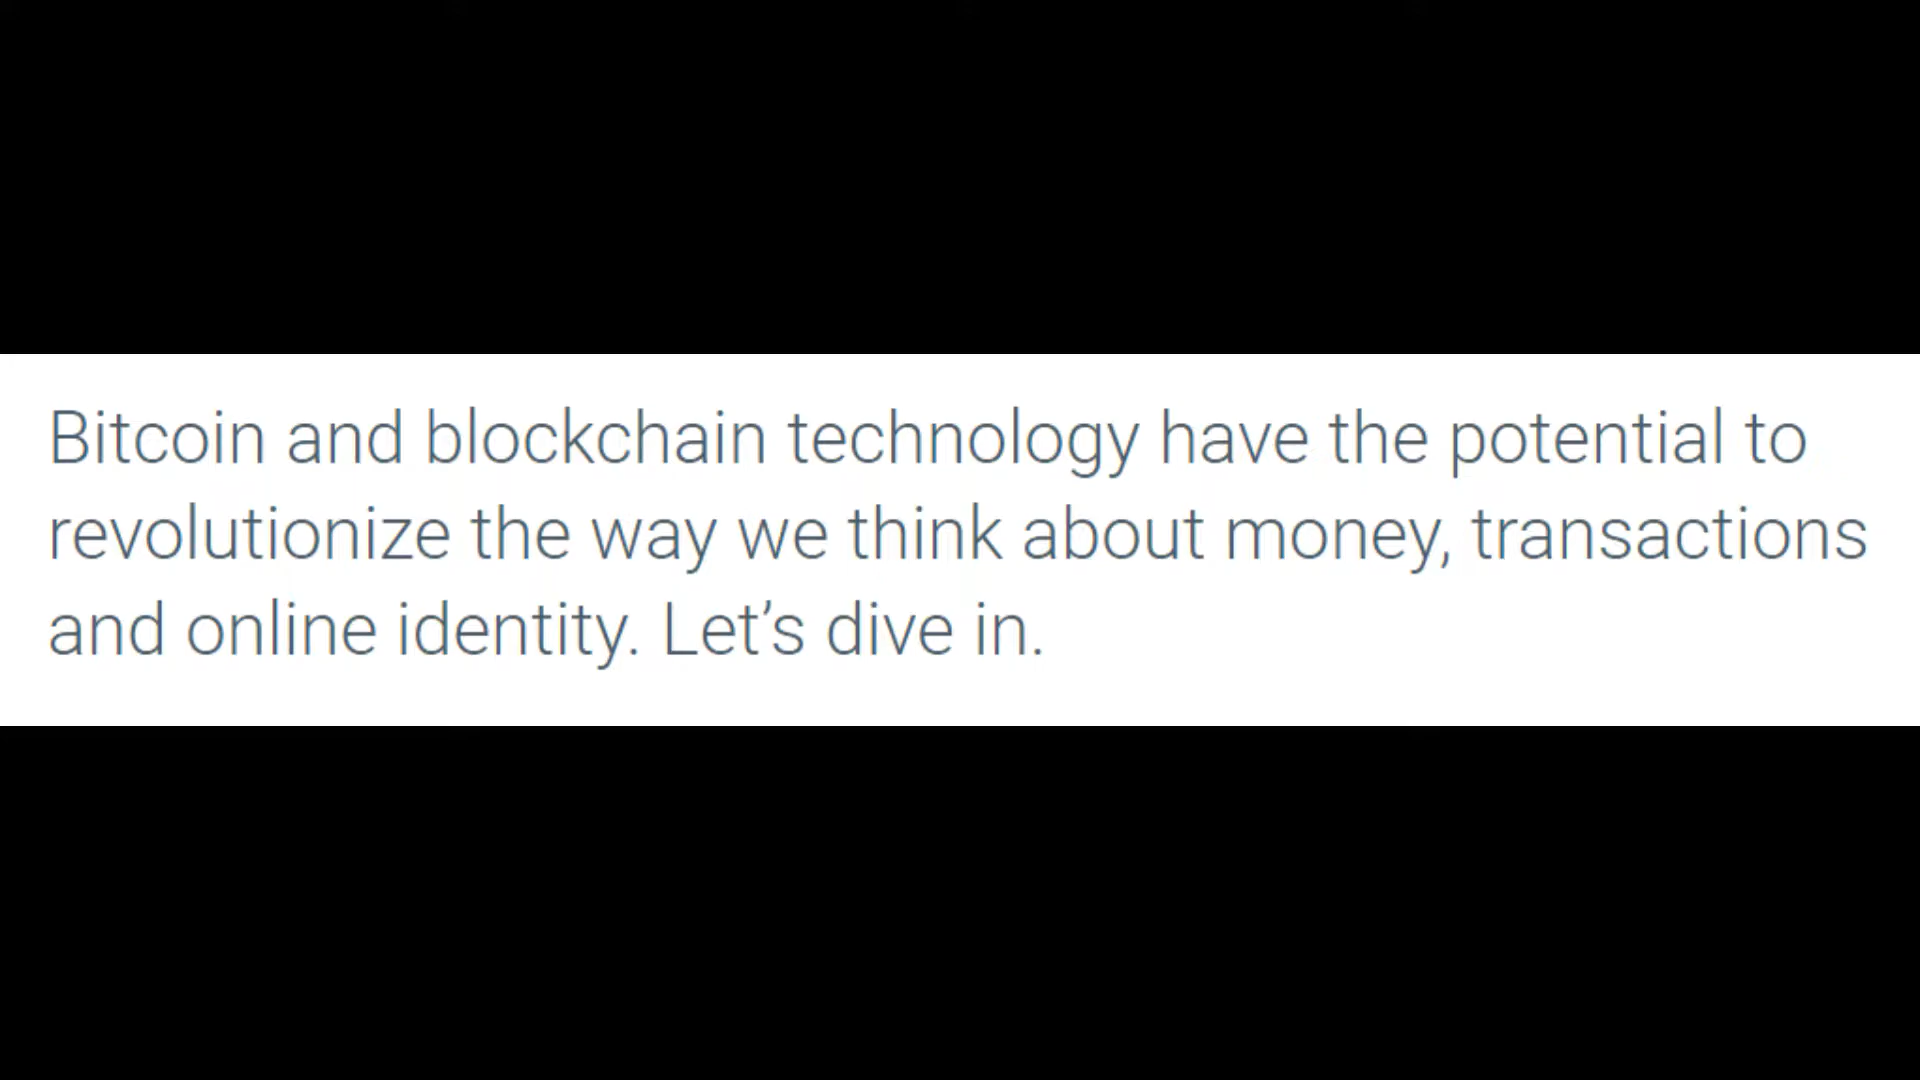 Bitcoin and blockchain technology have the potential to
revolutionize the way we think about money, transactions
and online identity. Let’s dive in.